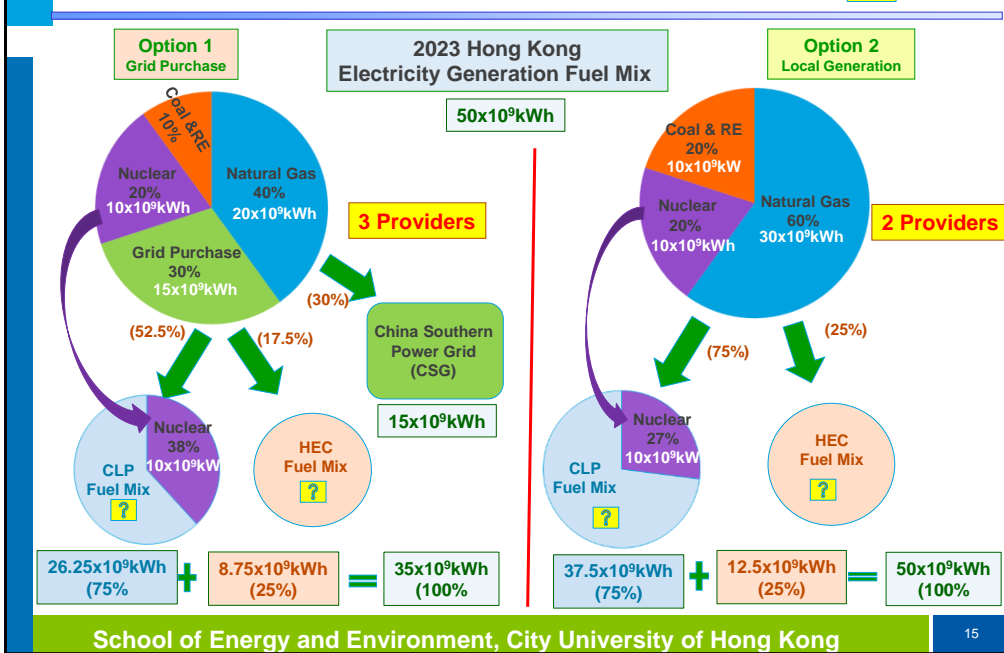 Option 1
Grid Purchase
2023 Hong Kong
Electricity Generation Fuel Mix
50x10⁹kWh
Option 2
Local Generation
Coal &RE
10%
Nuclear
20%
10x10⁹kWh
Natural Gas
40%
20x10⁹kWh
Grid Purchase
30%
15x10⁹kWh
3 Providers
(30%)
(52.5%)
(17.5%)
China Southern
Power Grid
(CSG)
15x10⁹kWh
Nuclear
38%
10x10⁹kW
CLP
Fuel Mix
?
HEC
Fuel Mix
?
26.25x10⁹kWh
(75%
+
8.75x10⁹kWh
(25%)
=
35x10⁹kWh
(100%
Coal & RE
20%
10x10⁹kW
Nuclear
20%
10x10⁹kWh
Natural Gas
60%
30x10⁹kWh
2 Providers
(75%)
(25%)
Nuclear
27%
10x10⁹kW
CLP
Fuel Mix
?
HEC
Fuel Mix
?
37.5x10⁹kWh
(75%)
+
12.5x10⁹kWh
(25%)
=
50x10⁹kWh
(100%
School of Energy and Environment, City University of Hong Kong
15